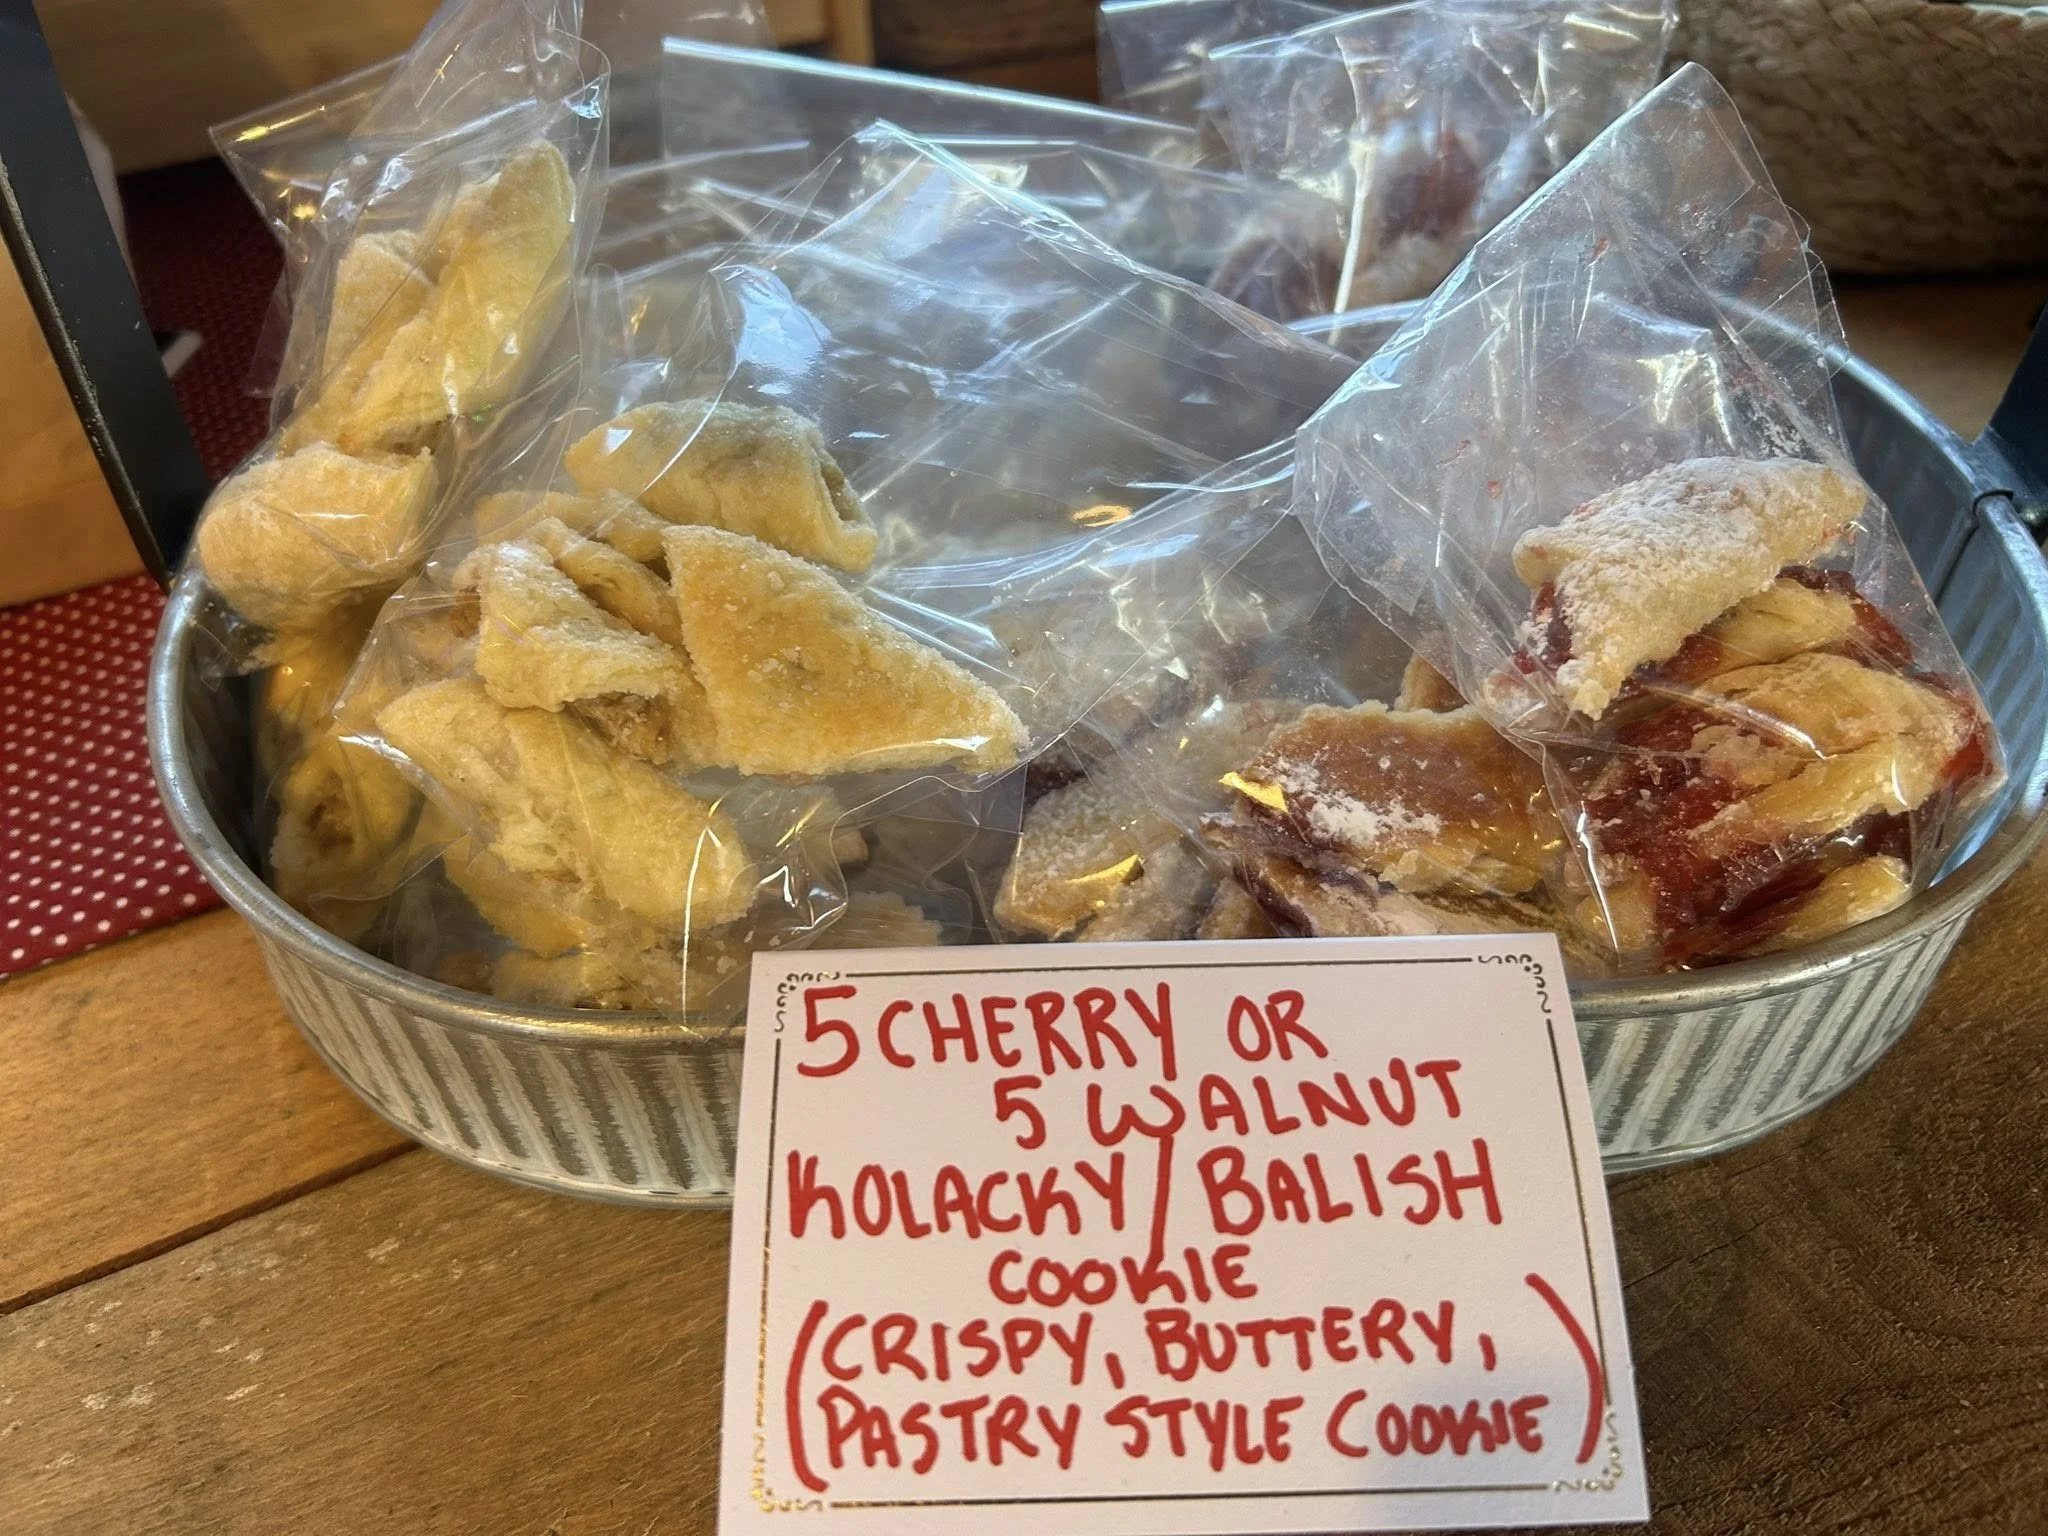 5 CHERRY OR
5 WALNUT
KOLACKY / BALISH
COOKIE
(CRISPY, BUTTERY,
PASTRY STYLE COOKIE)